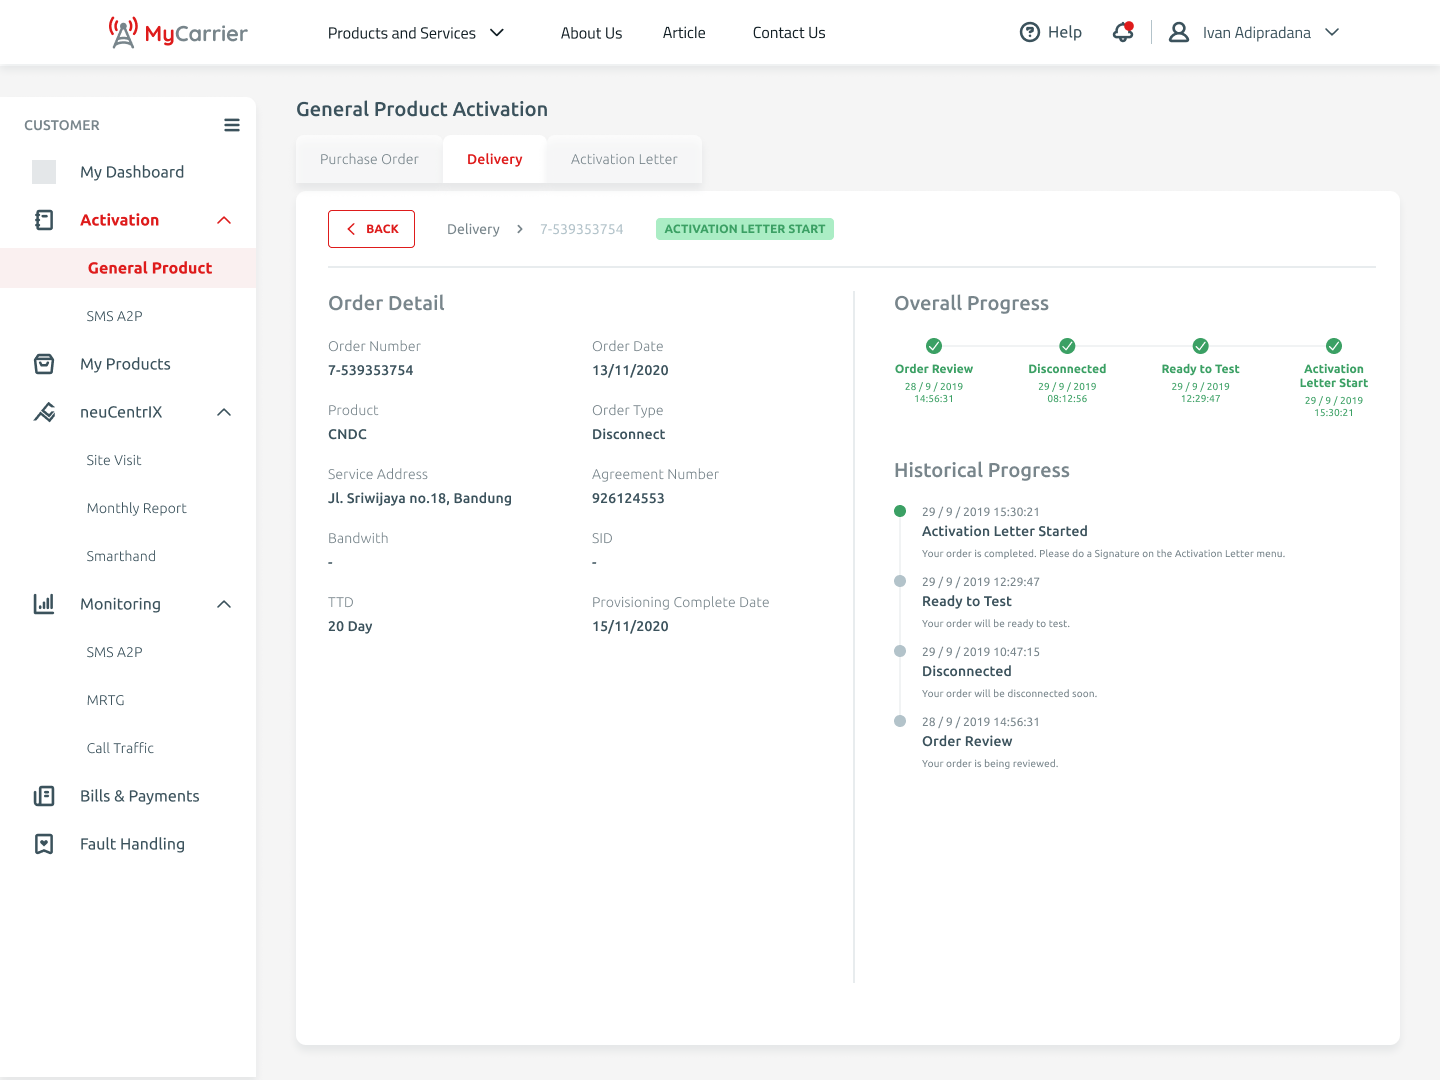 MyCarrier
Products and Services
About Us
Article
Contact Us
Help
Ivan Adipradana
CUSTOMER
My Dashboard
Activation
General Product
SMS A2P
My Products
neuCentrIX
Site Visit
Monthly Report
Smarthand
Monitoring
SMS A2P
MRTG
Call Traffic
Bills & Payments
Fault Handling
General Product Activation
Purchase Order
Delivery
Activation Letter
BACK
Delivery
7-539353754
ACTIVATION LETTER START
Order Detail
Order Number
7-539353754
Order Date
13/11/2020
Product
CNDC
Order Type
Disconnect
Service Address
Jl. Sriwijaya no.18, Bandung
Agreement Number
926124553
Bandwith
-
SID
-
TTD
20 Day
Provisioning Complete Date
15/11/2020
Overall Progress
Order Review
28 / 9 / 2019
14:56:31
Disconnected
29 / 9 / 2019
08:12:56
Ready to Test
29 / 9 / 2019
12:29:47
Activation
Letter Start
29 / 9 / 2019
15:30:21
Historical Progress
29 / 9 / 2019 15:30:21
Activation Letter Started
Your order is completed. Please do a Signature on the Activation Letter menu.
29 / 9 / 2019 12:29:47
Ready to Test
Your order will be ready to test.
29 / 9 / 2019 10:47:15
Disconnected
Your order will be disconnected soon.
28 / 9 / 2019 14:56:31
Order Review
Your order is being reviewed.